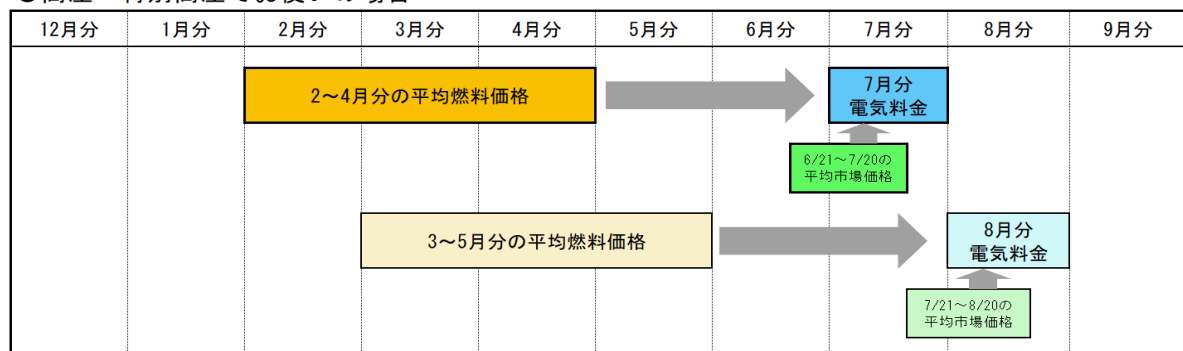 12月分 1月分 2月分 3月分 4月分 5月分 6月分 7月分 8月分 9月分
2～4月分の平均燃料価格
7月分
電気料金
6/21～7/20の
平均市場価格
3～5月分の平均燃料価格
8月分
電気料金
7/21～8/20の
平均市場価格